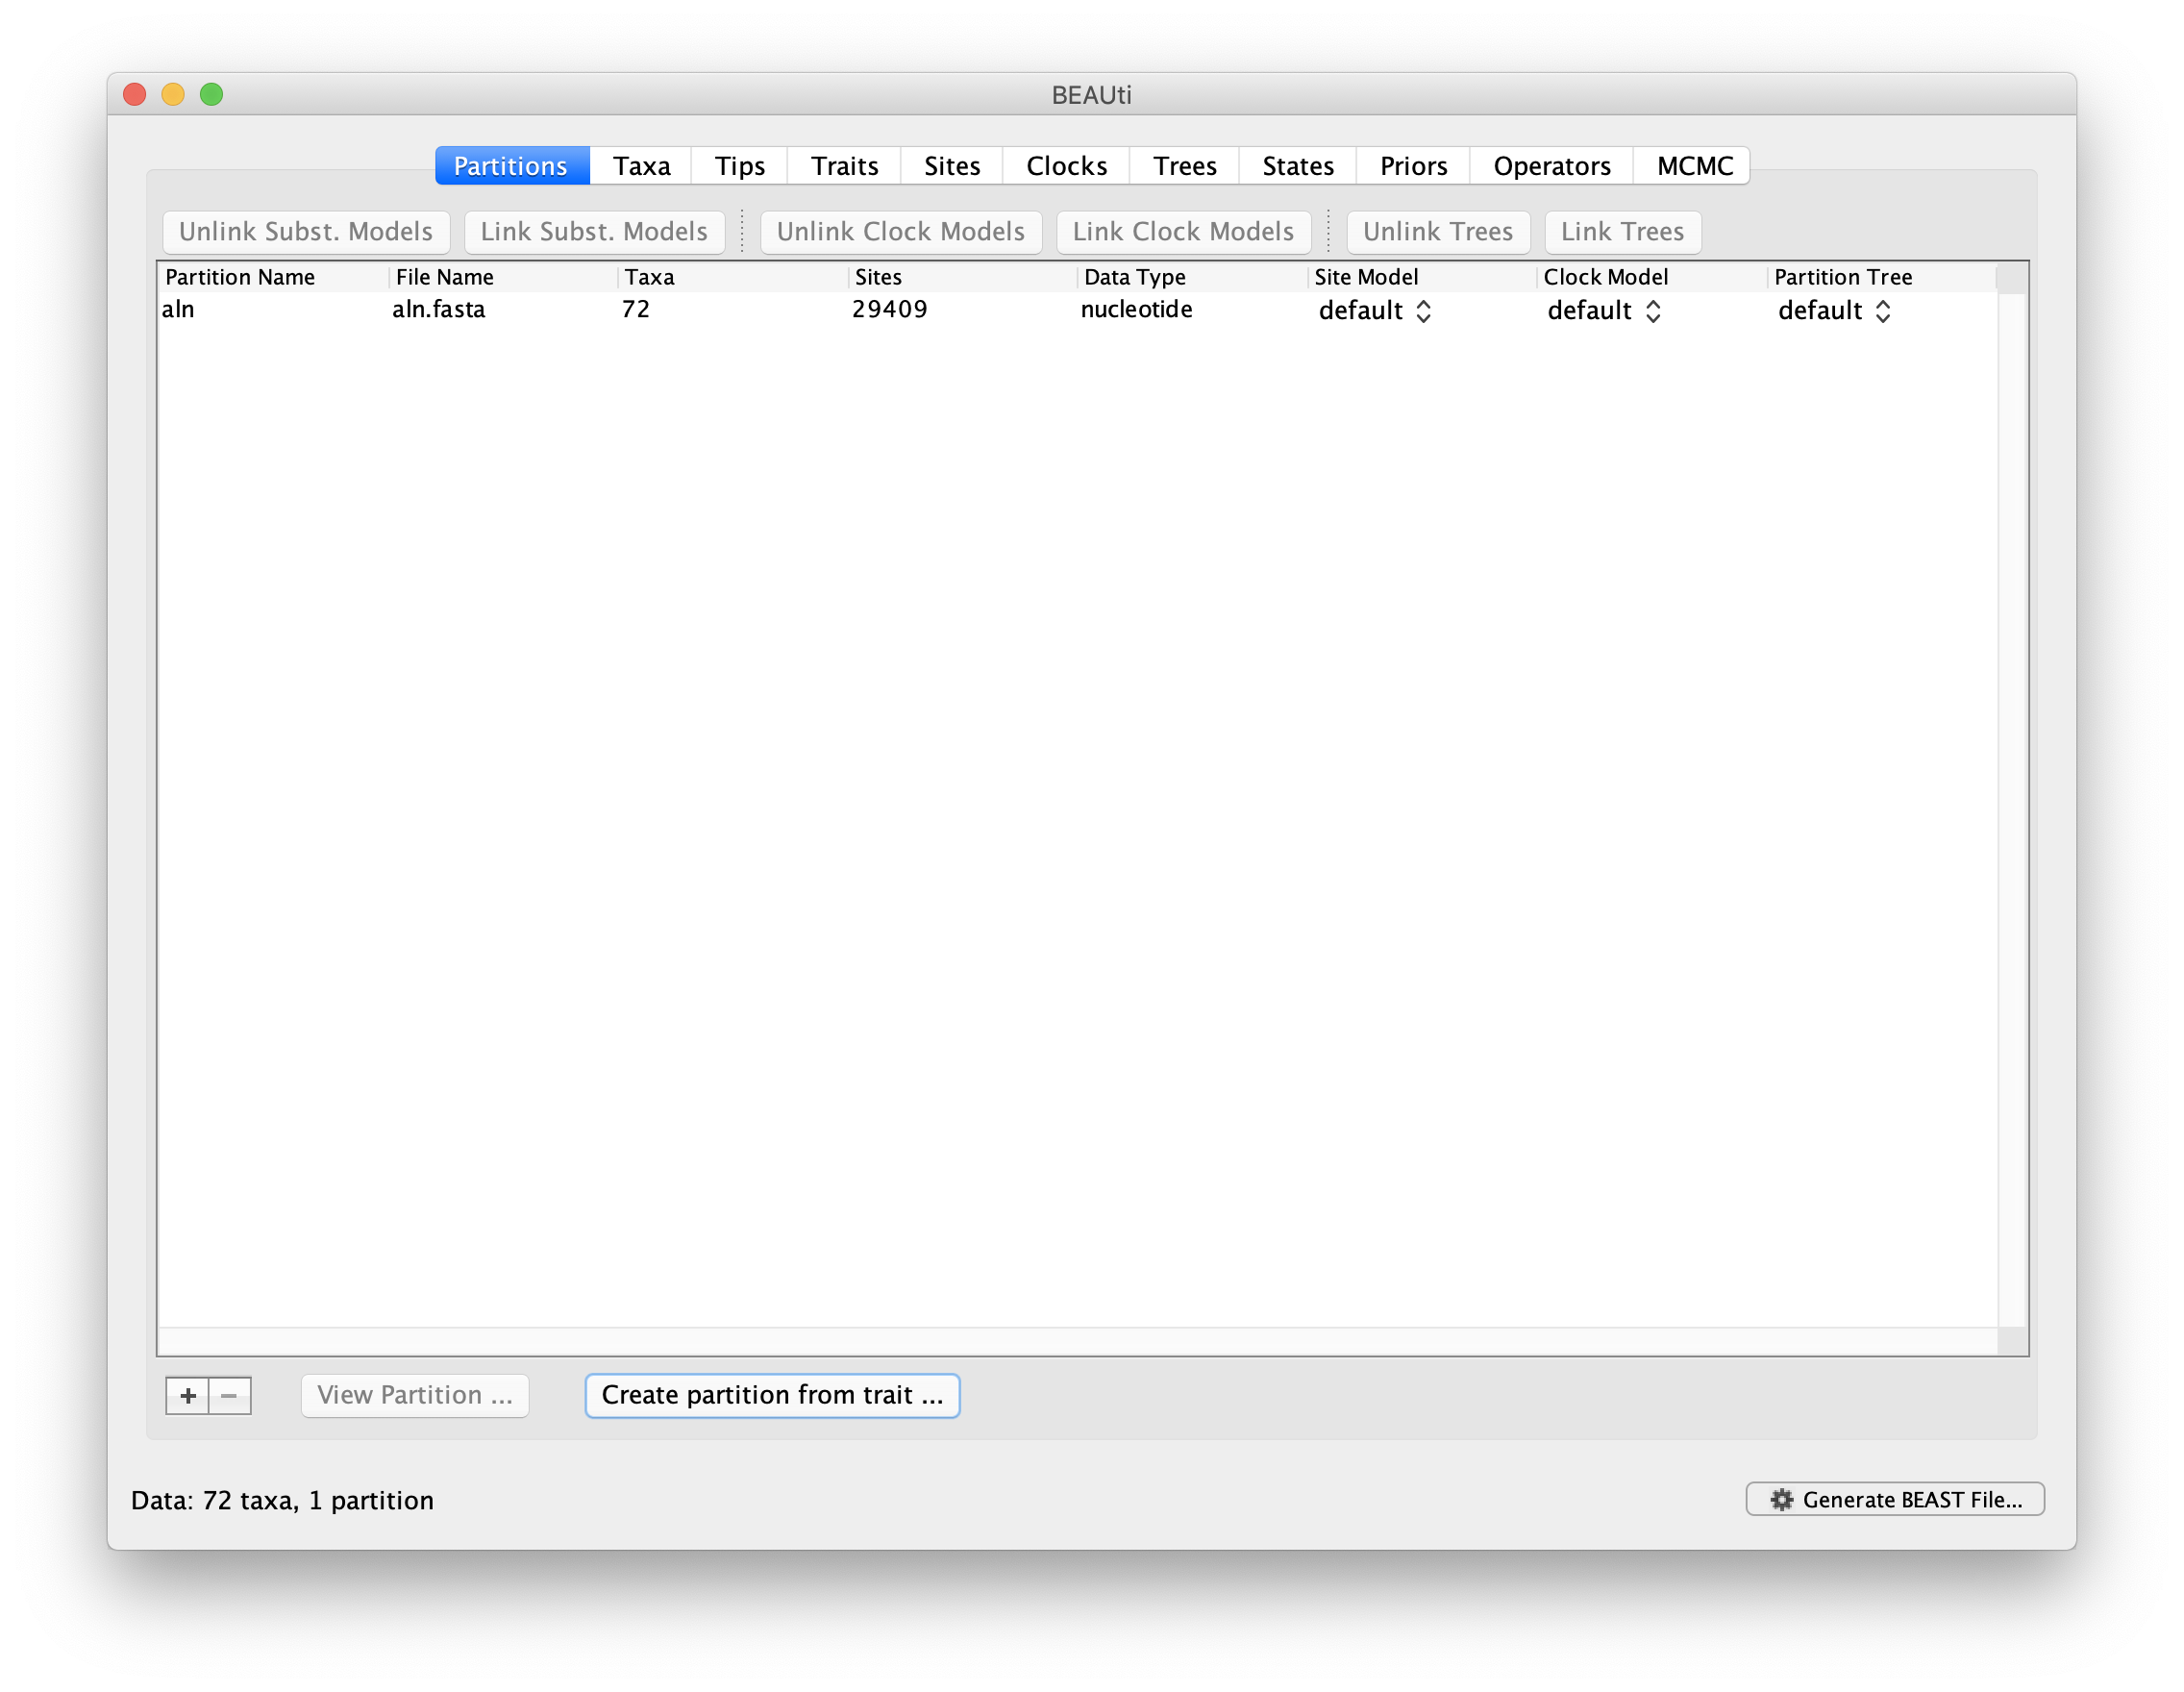 BEAUti
Partitions Taxa Tips Traits Sites Clocks Trees States Priors Operators MCMC
Unlink Subst. Models Link Subst. Models Unlink Clock Models Link Clock Models Unlink Trees Link Trees
Partition Name File Name Taxa Sites Data Type Site Model Clock Model Partition Tree
aln aln.fasta 72 29409 nucleotide default default default
+ − View Partition ... Create partition from trait ...
Data: 72 taxa, 1 partition Generate BEAST File...